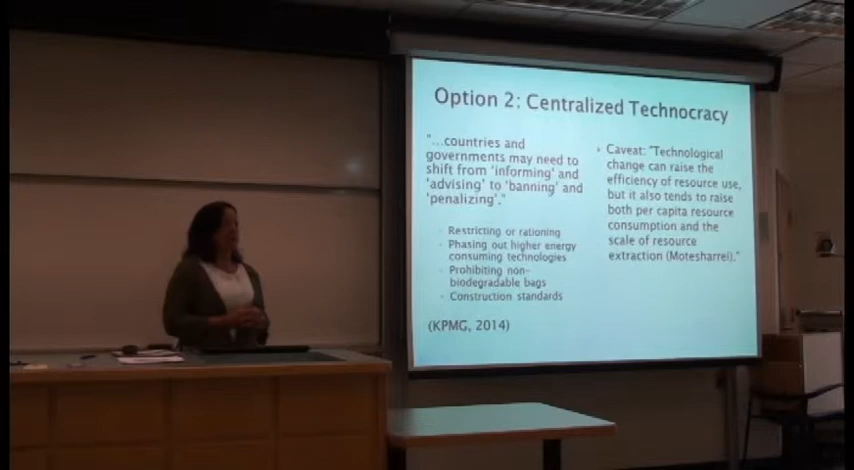 Option 2: Centralized Technocracy
"...countries and
governments may need to
shift from 'informing' and
'advising' to 'banning' and
'penalizing'."
Restricting or rationing
Phasing out higher energy
consuming technologies
Prohibiting non-
biodegradable bags
Construction standards
(KPMG, 2014)
Caveat: "Technological
change can raise the
efficiency of resource use,
but it also tends to raise
both per capita resource
consumption and the
scale of resource
extraction (Motesharrei)."